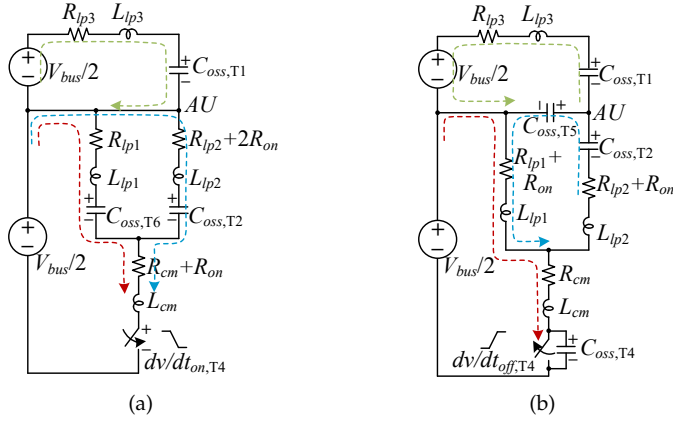 R_lp3 L_lp3
V_bus/2
C_oss,T1
AU
R_lp1
R_lp2+2R_on
L_lp1
L_lp2
C_oss,T6
C_oss,T2
V_bus/2
R_cm+R_on
L_cm
dv/dt_on,T4
(a)
R_lp3 L_lp3
V_bus/2
C_oss,T1
AU
C_oss,T5
C_oss,T2
R_lp1+
R_on
R_lp2+R_on
L_lp1
L_lp2
V_bus/2
R_cm
L_cm
dv/dt_off,T4
C_oss,T4
(b)